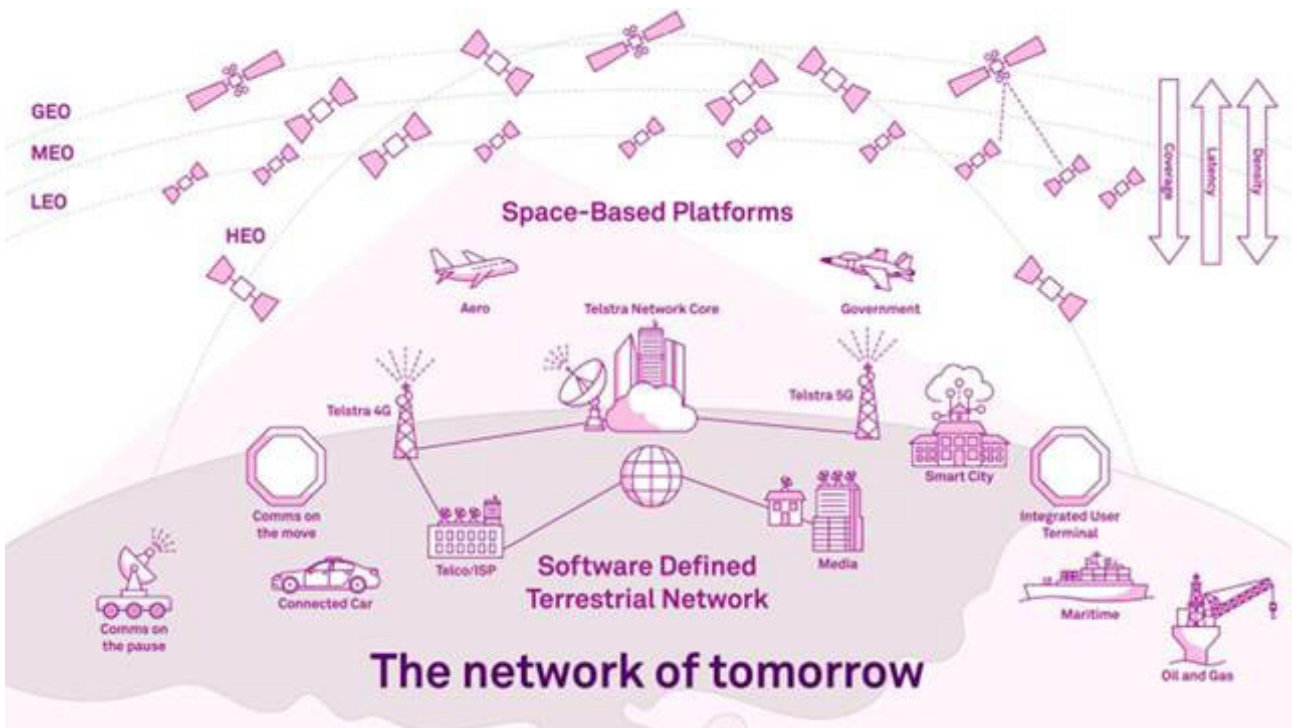 GEO
MEO
LEO
HEO
Coverage
Latency
Density
Space-Based Platforms
Aero
Telstra Network Core
Government
Telstra 4G
Telstra 5G
Smart City
Comms on
the move
Integrated User
Terminal
Telco/ISP
Media
Connected Car
Software Defined
Terrestrial Network
Maritime
Comms on
the pause
Oil and Gas
The network of tomorrow